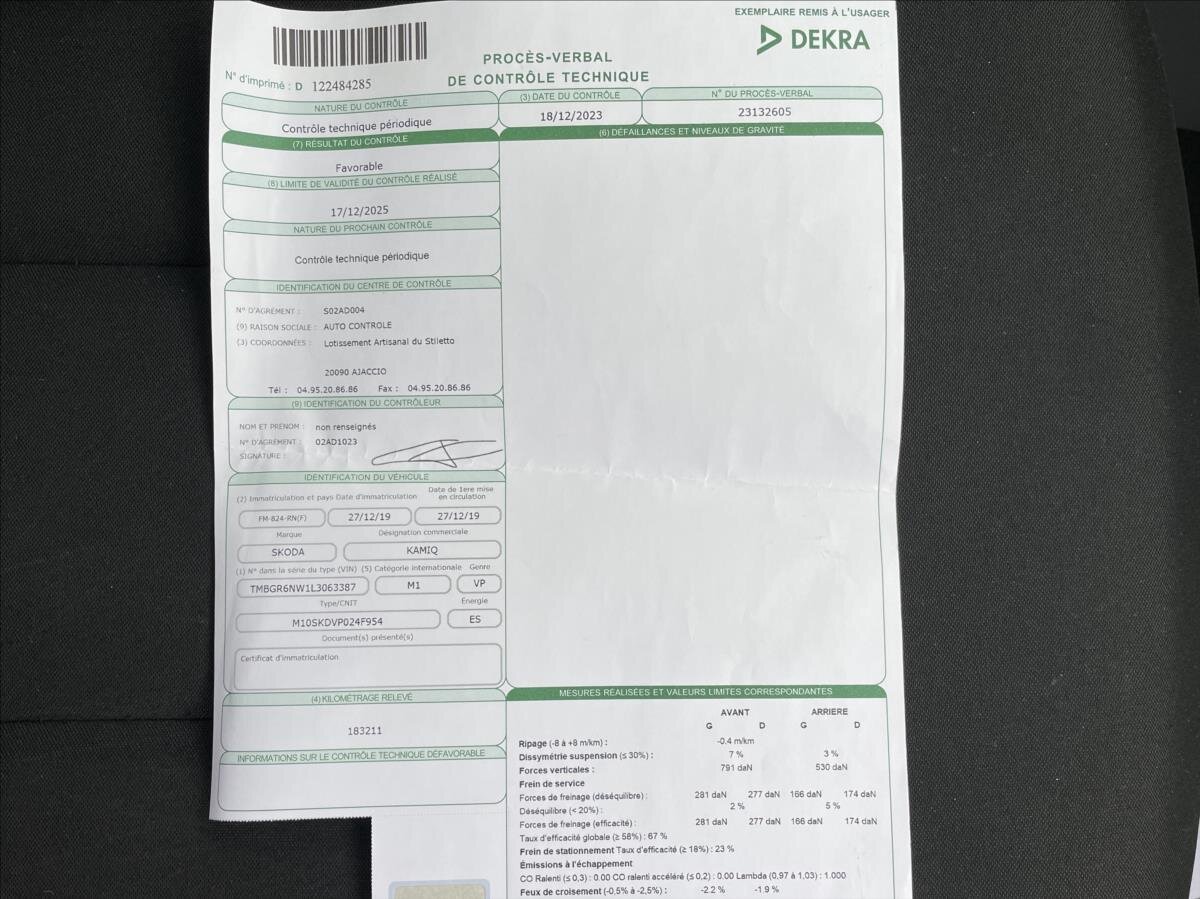 EXEMPLAIRE REMIS À L'USAGER
DEKRA
PROCÈS-VERBAL
DE CONTRÔLE TECHNIQUE
N° d'imprimé : D 122484285
NATURE DU CONTRÔLE
Contrôle technique périodique
(3) DATE DU CONTRÔLE
18/12/2023
N° DU PROCÈS-VERBAL
23132605
(7) RÉSULTAT DU CONTRÔLE
Favorable
(6) DÉFAILLANCES ET NIVEAUX DE GRAVITÉ
(8) LIMITE DE VALIDITÉ DU CONTRÔLE RÉALISÉ
17/12/2025
NATURE DU PROCHAIN CONTRÔLE
Contrôle technique périodique
IDENTIFICATION DU CENTRE DE CONTRÔLE
N° D'AGRÉMENT : S02AD004
(9) RAISON SOCIALE : AUTO CONTROLE
(3) COORDONNÉES : Lotissement Artisanal du Stiletto
20090 AJACCIO
Tél : 04.95.20.86.86 Fax : 04.95.20.86.86
(9) IDENTIFICATION DU CONTRÔLEUR
NOM ET PRÉNOM : non renseignés
N° D'AGRÉMENT : 02AD1023
SIGNATURE :
IDENTIFICATION DU VÉHICULE
(2) Immatriculation et pays Date d'immatriculation Date de 1ere mise en circulation
FM-824-RN(F) 27/12/19 27/12/19
Marque Désignation commerciale
SKODA KAMIQ
(1) N° dans la série du type (VIN) (5) Catégorie internationale Genre
TMBGR6NW1L3063387 M1 VP
Type/CNIT Énergie
M10SKDVP024F954 ES
Document(s) présenté(s)
Certificat d'immatriculation
(4) KILOMÉTRAGE RELEVÉ
183211
INFORMATIONS SUR LE CONTRÔLE TECHNIQUE DÉFAVORABLE
MESURES RÉALISÉES ET VALEURS LIMITES CORRESPONDANTES
AVANT ARRIERE
G D G D
Ripage (-8 à +8 m/km) : -0.4 m/km
Dissymétrie suspension (≤ 30%) : 7 % 3 %
Forces verticales : 791 daN 530 daN
Frein de service
Forces de freinage (déséquilibre) : 281 daN 277 daN 166 daN 174 daN
Déséquilibre (< 20%) : 2 % 5 %
Forces de freinage (efficacité) : 281 daN 277 daN 166 daN 174 daN
Taux d'efficacité globale (≥ 58%) : 67 %
Frein de stationnement Taux d'efficacité (≥ 18%) : 23 %
Émissions à l'échappement
CO Ralenti (≤ 0,3) : 0.00 CO ralenti accéléré (≤ 0,2) : 0.00 Lambda (0,97 à 1,03) : 1.000
Feux de croisement (-0,5% à -2,5%) : -2.2 % -1.9 %